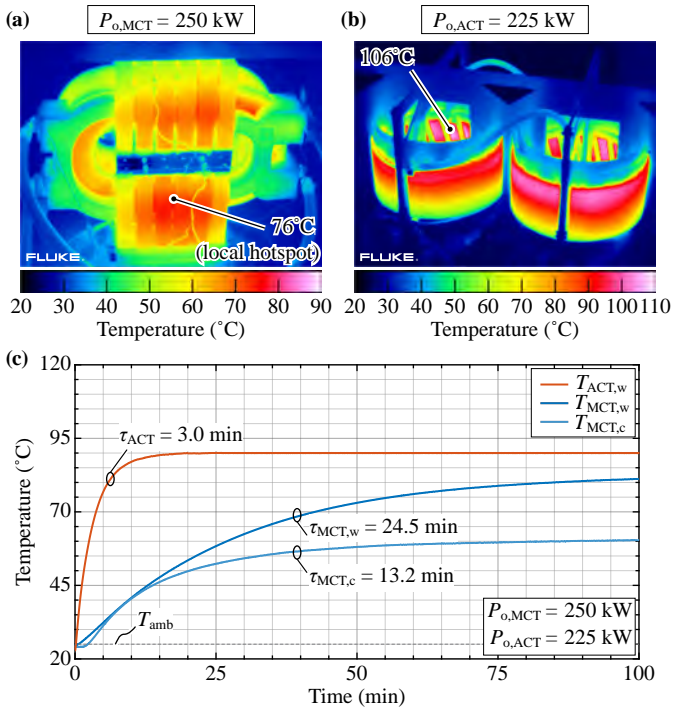 (a) P_o,MCT = 250 kW
(b) P_o,ACT = 225 kW
76°C
(local hotspot)
FLUKE
20 30 40 50 60 70 80 90
Temperature (°C)
106°C
FLUKE
20 30 40 50 60 70 80 90 100 110
Temperature (°C)
(c)
120
95
70
45
20
Temperature (°C)
T_ACT,w
T_MCT,w
T_MCT,c
τ_ACT = 3.0 min
τ_MCT,w = 24.5 min
τ_MCT,c = 13.2 min
T_amb
P_o,MCT = 250 kW
P_o,ACT = 225 kW
0 25 50 75 100
Time (min)